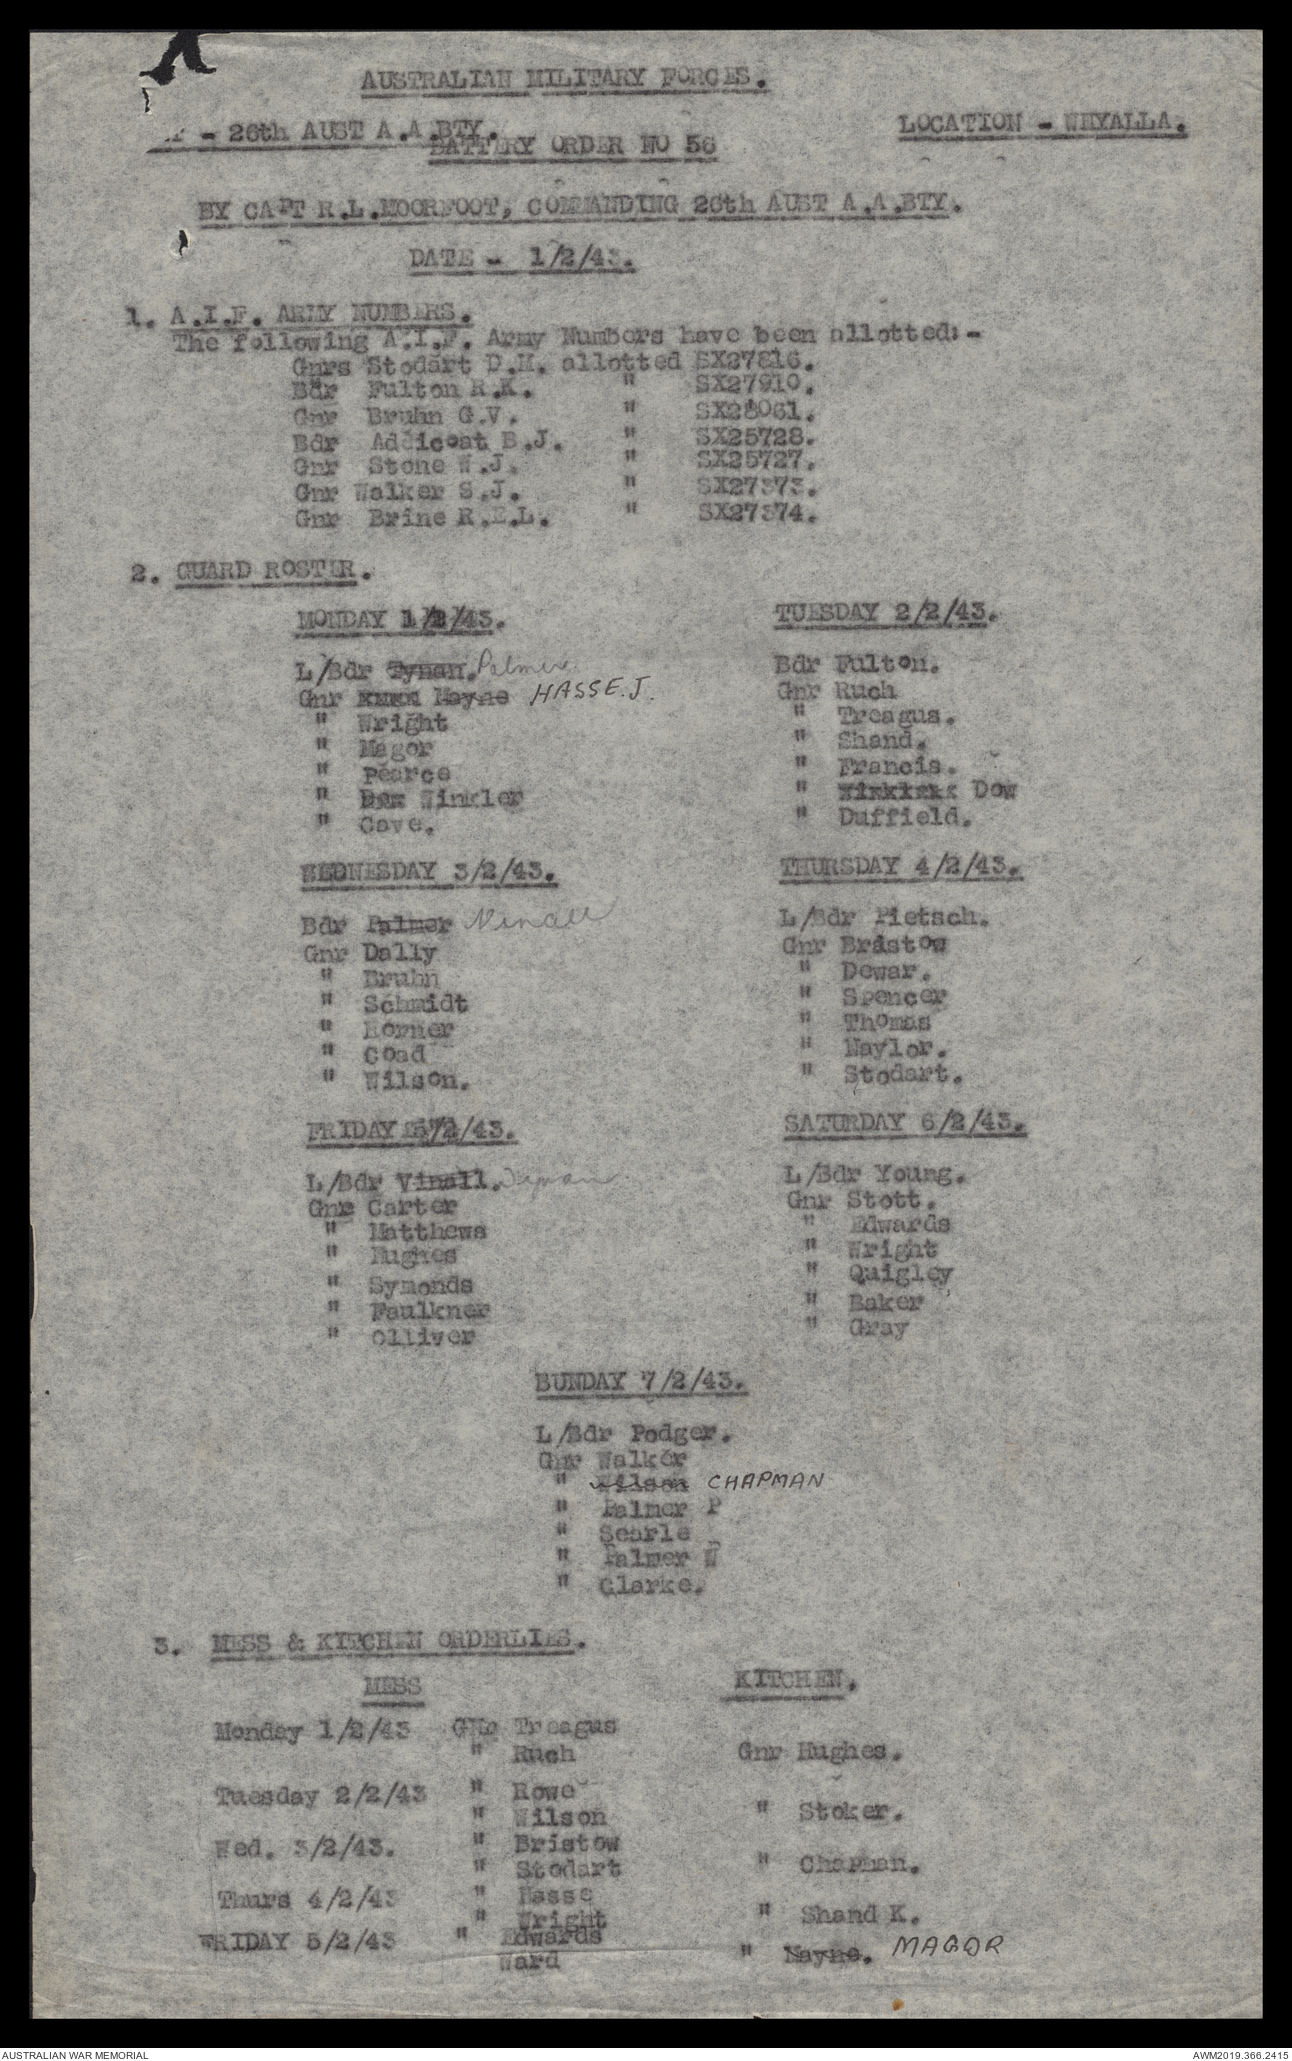 AUSTRALIAN MILITARY FORCES.
- 26th AUST A.A.BTY.
LOCATION - WHYALLA.
BATTERY ORDER NO 56
BY CAPT R.L.MOORFOOT, COMMANDING 26th AUST A.A.BTY.
DATE - 1/2/43.
1. A.I.F. ARMY NUMBERS.
The following A.I.F. Army Numbers have been allotted:-
Gnrs Stodart D.H. allotted SX27816.
Bdr Fulton R.K. " SX27910.
Gnr Bruhn G.V. " SX28061.
Bdr Addicoat B.J. " SX25728.
Gnr Stone W.J. " SX25727.
Gnr Walker S.J. " SX27373.
Gnr Brine R.E.L. " SX27374.
2. GUARD ROSTER.
MONDAY 1/2/43.
L/Bdr Tynan. Palmer
Gnr Mayne HASSE.J.
" Wright
" Magor
" Pearce
" Dow Winkler
" Cave.
TUESDAY 2/2/43.
Bdr Fulton.
Gnr Ruch
" Treagus.
" Shand.
" Francis.
" Winkler Dow
" Duffield.
WEDNESDAY 3/2/43.
Bdr Palmer Vinall
Gnr Dally
" Bruhn
" Schmidt
" Horner
" Coad
" Wilson.
THURSDAY 4/2/43.
L/Bdr Pietsch.
Gnr Bristow
" Dewar.
" Spencer
" Thomas
" Naylor.
" Stodart.
FRIDAY 5/2/43.
L/Bdr Vinall. Tynan
Gnr Carter
" Matthews
" Hughes
" Symonds
" Faulkner
" Olliver
SATURDAY 6/2/43.
L/Bdr Young.
Gnr Stott.
" Edwards
" Wright
" Quigley
" Baker
" Gray
BUNDAY 7/2/43.
L/Bdr Podger.
Gnr Walker
" Wilson CHAPMAN
" Palmer P
" Searle
" Palmer W
" Clarke.
3. MESS & KITCHEN ORDERLIES.
MESS
KITCHEN.
Monday 1/2/43 GNr Treagus
" Ruch Gnr Hughes.
Tuesday 2/2/43 " Rowe
" Wilson " Stoker.
Wed. 3/2/43. " Bristow
" Stodart " Chapman.
Thurs 4/2/43 " Hasse
" Wright " Shand K.
FRIDAY 5/2/43 " Edwards
Ward " Nayne. MAGOR
AUSTRALIAN WAR MEMORIAL
AWM2019.366.2415